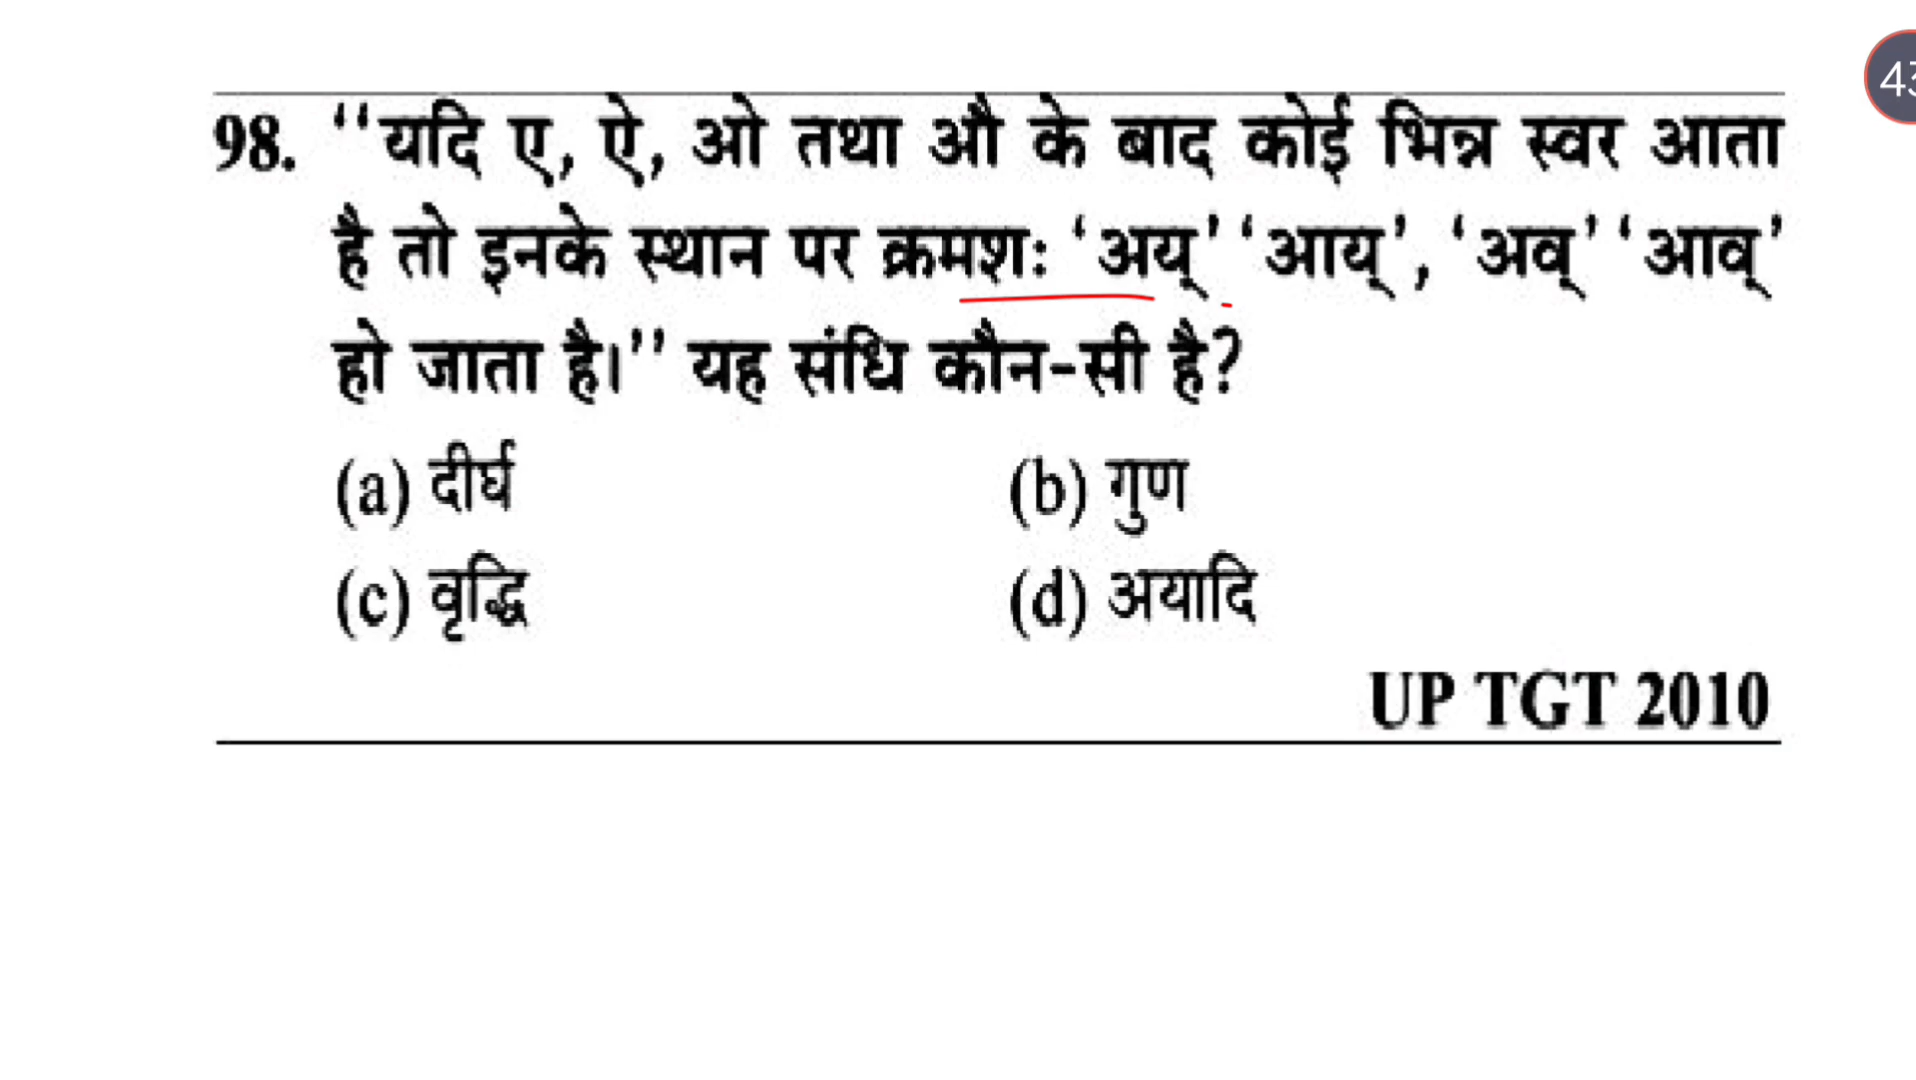 98. ‘‘यदि ए, ऐ, ओ तथा औ के बाद कोई भिन्न स्वर आता
है तो इनके स्थान पर क्रमशः ‘अय्’ ‘आय्’, ‘अव्’ ‘आव्’
हो जाता है।’’ यह संधि कौन-सी है?
(a) दीर्घ (b) गुण
(c) वृद्धि (d) अयादि
UP TGT 2010